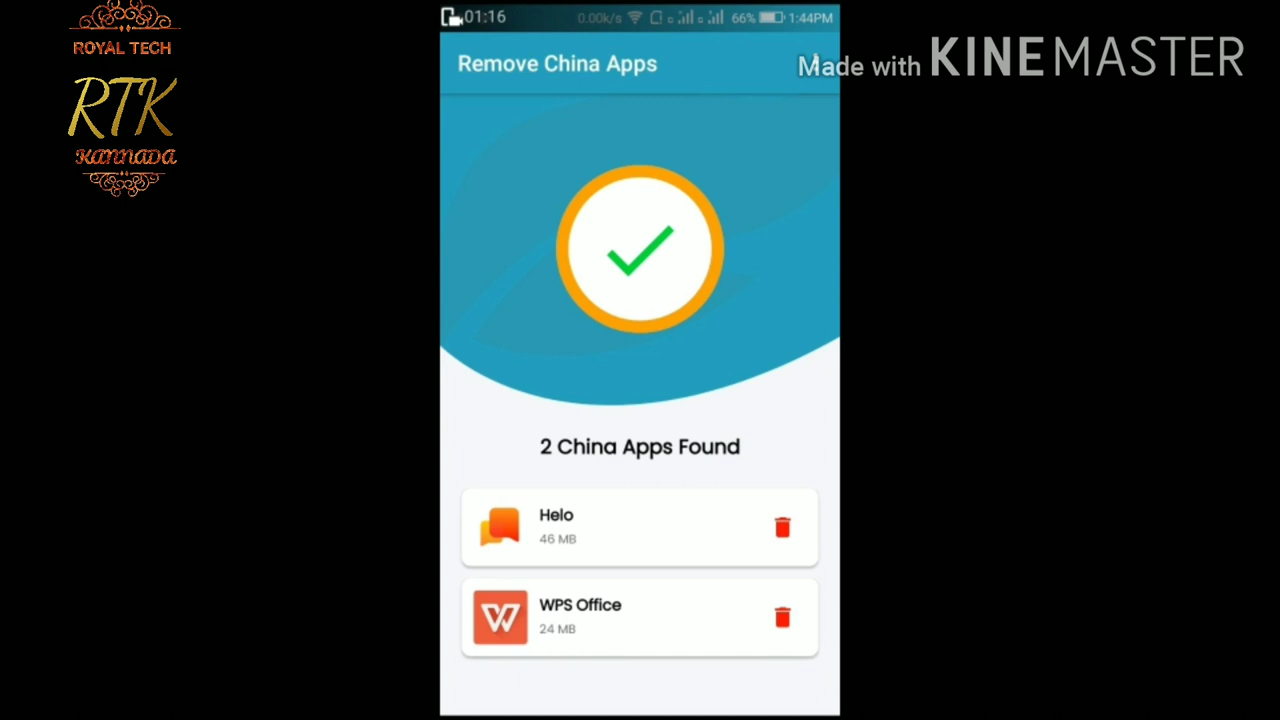 ROYAL TECH
RTK
KANNADA
01:16
0.00k/s
66%
1:44PM
Remove China Apps
Made with KINEMASTER
2 China Apps Found
Helo
46 MB
WPS Office
24 MB